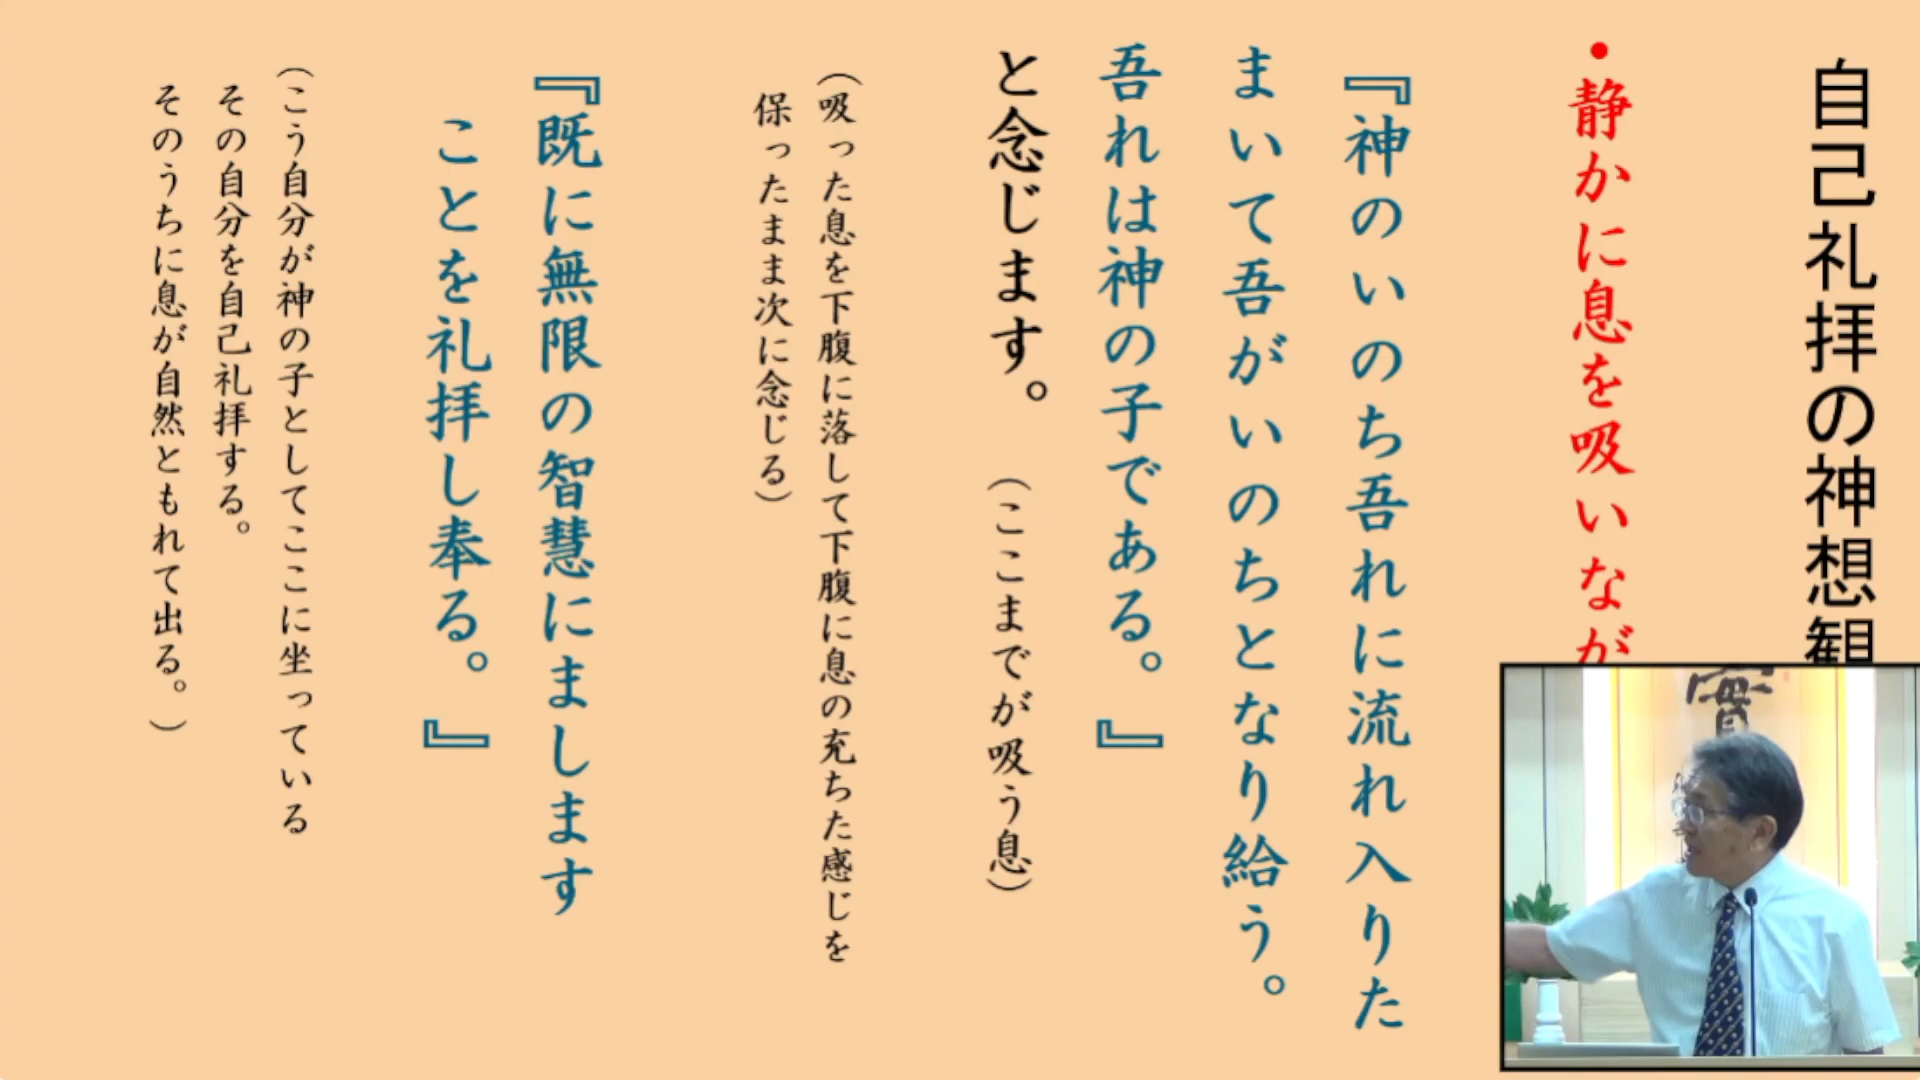 自己礼拝の神想観
・静かに息を吸いなが
『神のいのち吾れに流れ入りた
まいて吾がいのちとなり給う。
吾れは神の子である。』
と念じます。（ここまでが吸う息）
（吸った息を下腹に落して下腹に息の充ちた感じを
保ったまま次に念じる）
『既に無限の智慧にまします
ことを礼拝し奉る。』
（こう自分が神の子としてここに坐っている
その自分を自己礼拝する。
そのうちに息が自然ともれて出る。）